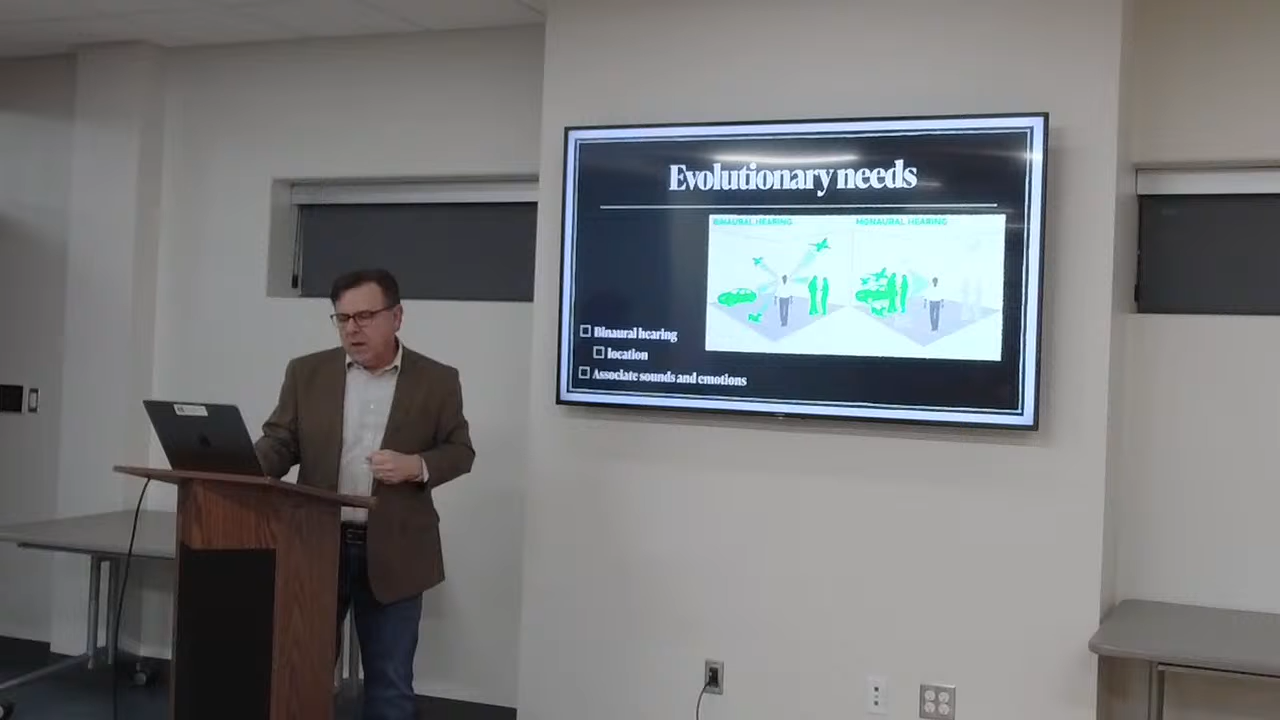 Evolutionary needs
BINAURAL HEARING
MONAURAL HEARING
Binaural hearing
location
Associate sounds and emotions